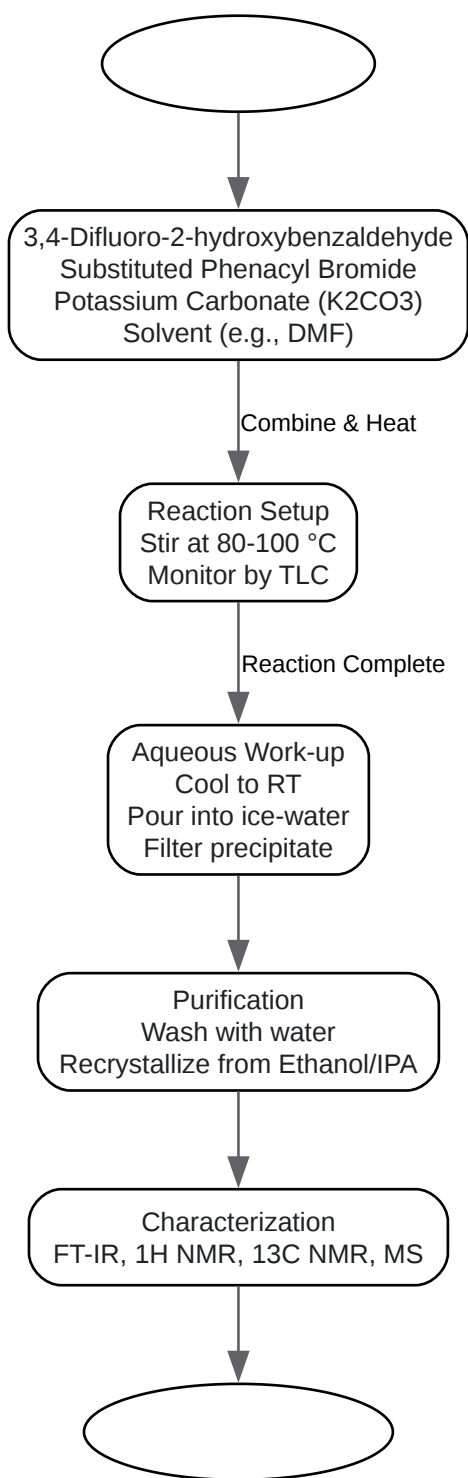 3,4-Difluoro-2-hydroxybenzaldehyde
Substituted Phenacyl Bromide
Potassium Carbonate (K2CO3)
Solvent (e.g., DMF)
Combine & Heat
Reaction Setup
Stir at 80-100 °C
Monitor by TLC
Reaction Complete
Aqueous Work-up
Cool to RT
Pour into ice-water
Filter precipitate
Purification
Wash with water
Recrystallize from Ethanol/IPA
Characterization
FT-IR, 1H NMR, 13C NMR, MS